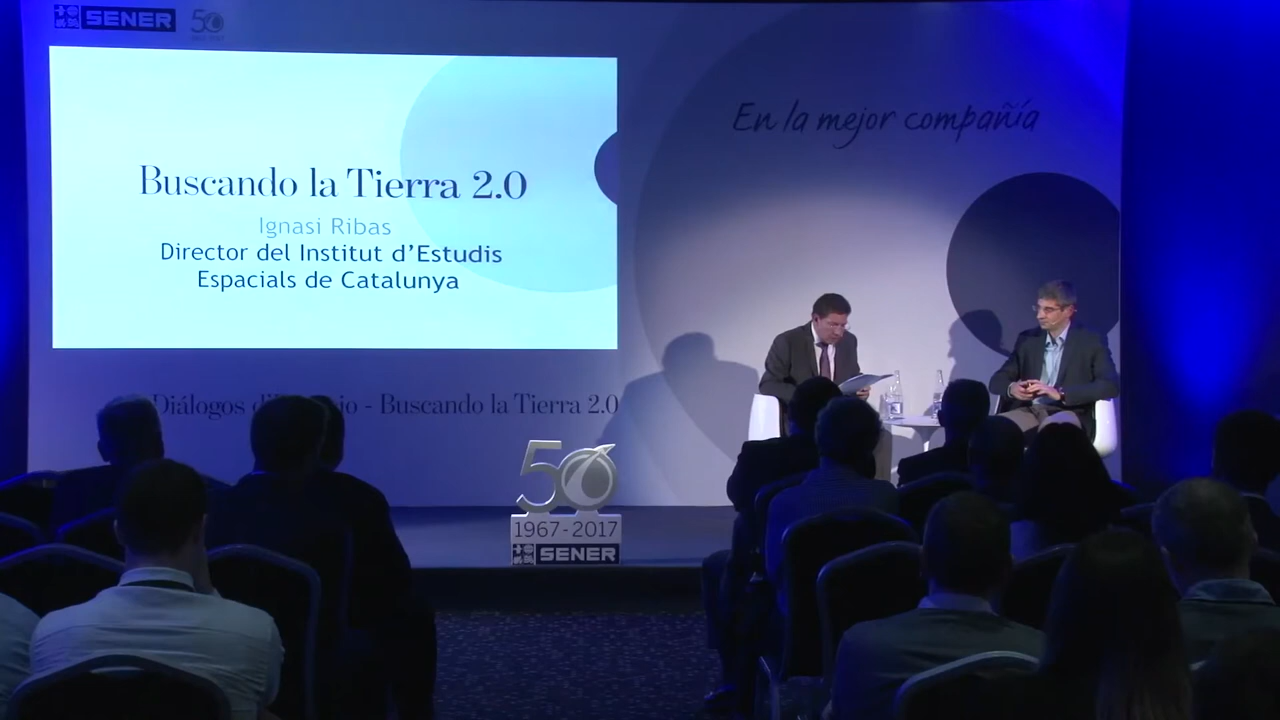 SENER 50
En la mejor compañía
Buscando la Tierra 2.0
Ignasi Ribas
Director del Institut d'Estudis
Espacials de Catalunya
Diálogos - Buscando la Tierra 2.0
50
1967-2017
SENER